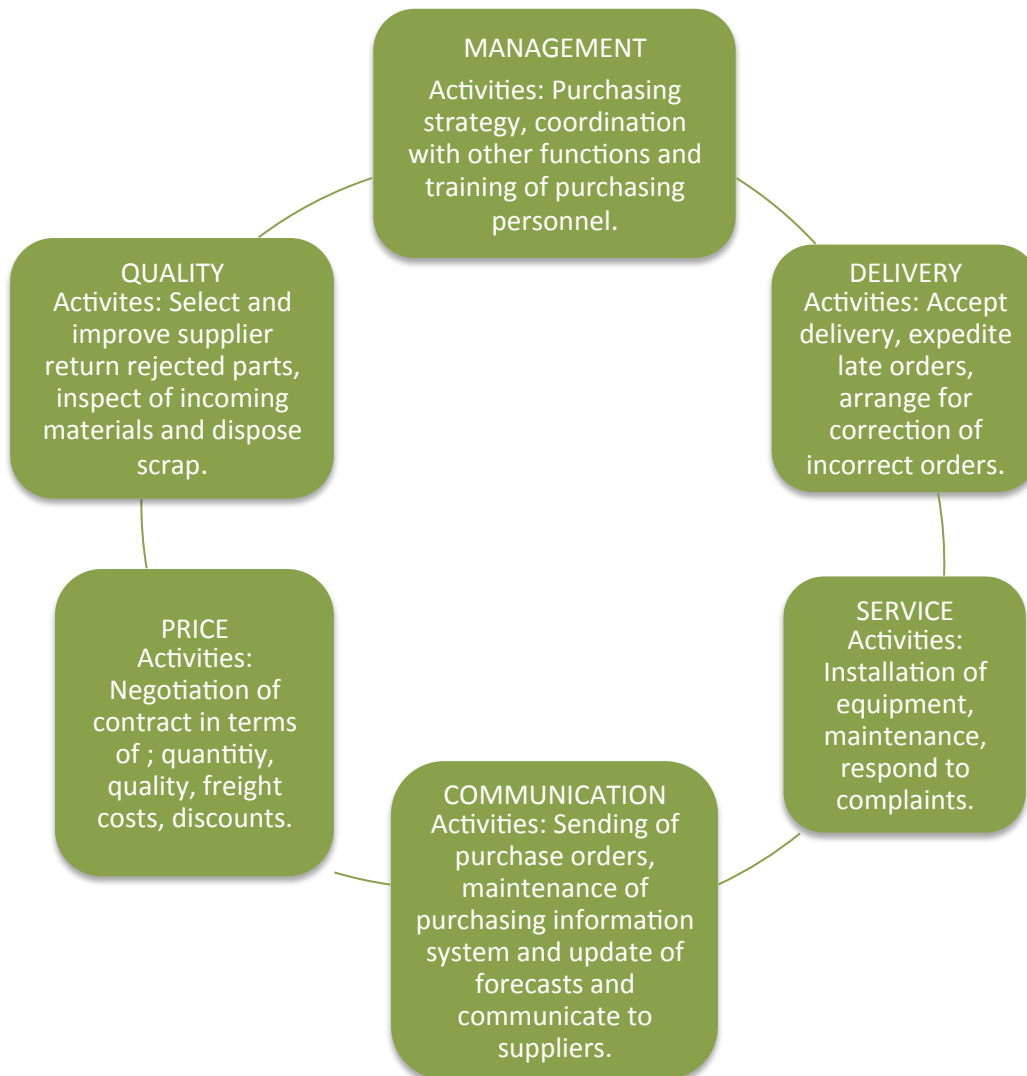 MANAGEMENT
Activities: Purchasing
strategy, coordination
with other functions and
training of purchasing
personnel.
QUALITY
Activites: Select and
improve supplier
return rejected parts,
inspect of incoming
materials and dispose
scrap.
DELIVERY
Activities: Accept
delivery, expedite
late orders,
arrange for
correction of
incorrect orders.
PRICE
Activities:
Negotiation of
contract in terms
of ; quantitiy,
quality, freight
costs, discounts.
SERVICE
Activities:
Installation of
equipment,
maintenance,
respond to
complaints.
COMMUNICATION
Activities: Sending of
purchase orders,
maintenance of
purchasing information
system and update of
forecasts and
communicate to
suppliers.